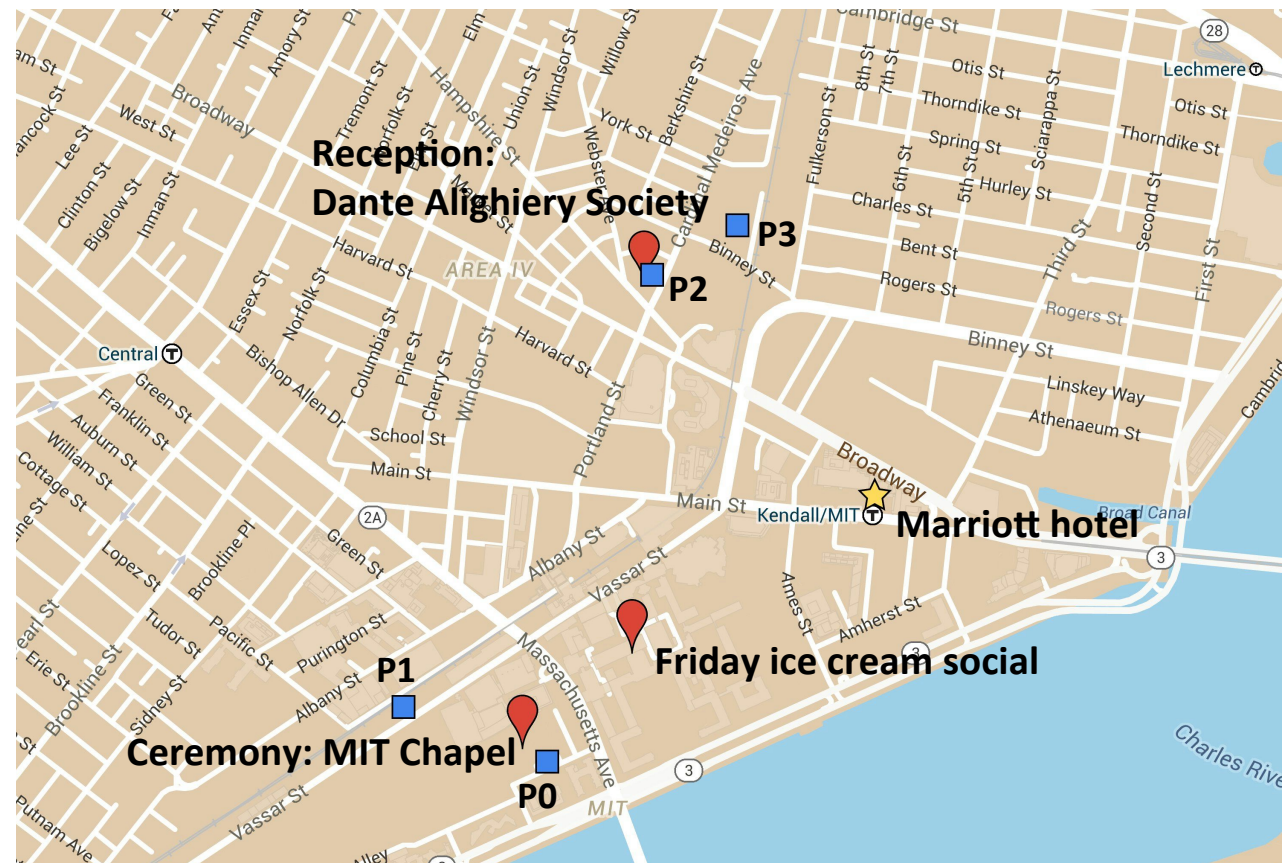 Cambridge St
28
Lechmere
Otis St
8th St
7th St
Otis St
Thorndike St
Thorndike St
Spring St
Sciarappa St
Hurley St
6th St
5th St
Charles St
Second St
Bent St
Third St
First St
Rogers St
Rogers St
Binney St
Linskey Way
Athenaeum St
Fulkerson St
Willow St
Windsor St
Union St
Elm
Berkshire St
York St
Cardinal Medeiros Ave
Webster Ave
Hampshire St
Inman
Amory St
Tremont St
Norfolk St
Broadway
West St
Lee St
Clinton St
Bigelow St
Inman St
Reception:
Dante Alighiery Society
P3
P2
Binney St
AREA IV
Harvard St
Harvard St
Essex St
Norfolk St
Central
Bishop Allen Dr
Columbia St
Pine St
Cherry St
Windsor St
School St
Main St
Portland St
Main St
Broadway
Kendall/MIT
Marriott hotel
Broad Canal
3
Green St
Franklin St
Auburn St
William St
Cottage St
2A
Brookline Pl
Green St
Lopez St
Tudor St
Pacific St
Purington St
Albany St
Vassar St
Ames St
Amherst St
3
Friday ice cream social
Erie St
Brookline St
Sidney St
Albany St
P1
Massachusetts Ave
Ceremony: MIT Chapel
P0
3
MIT
Vassar St
Putnam Ave
Alley
Charles River